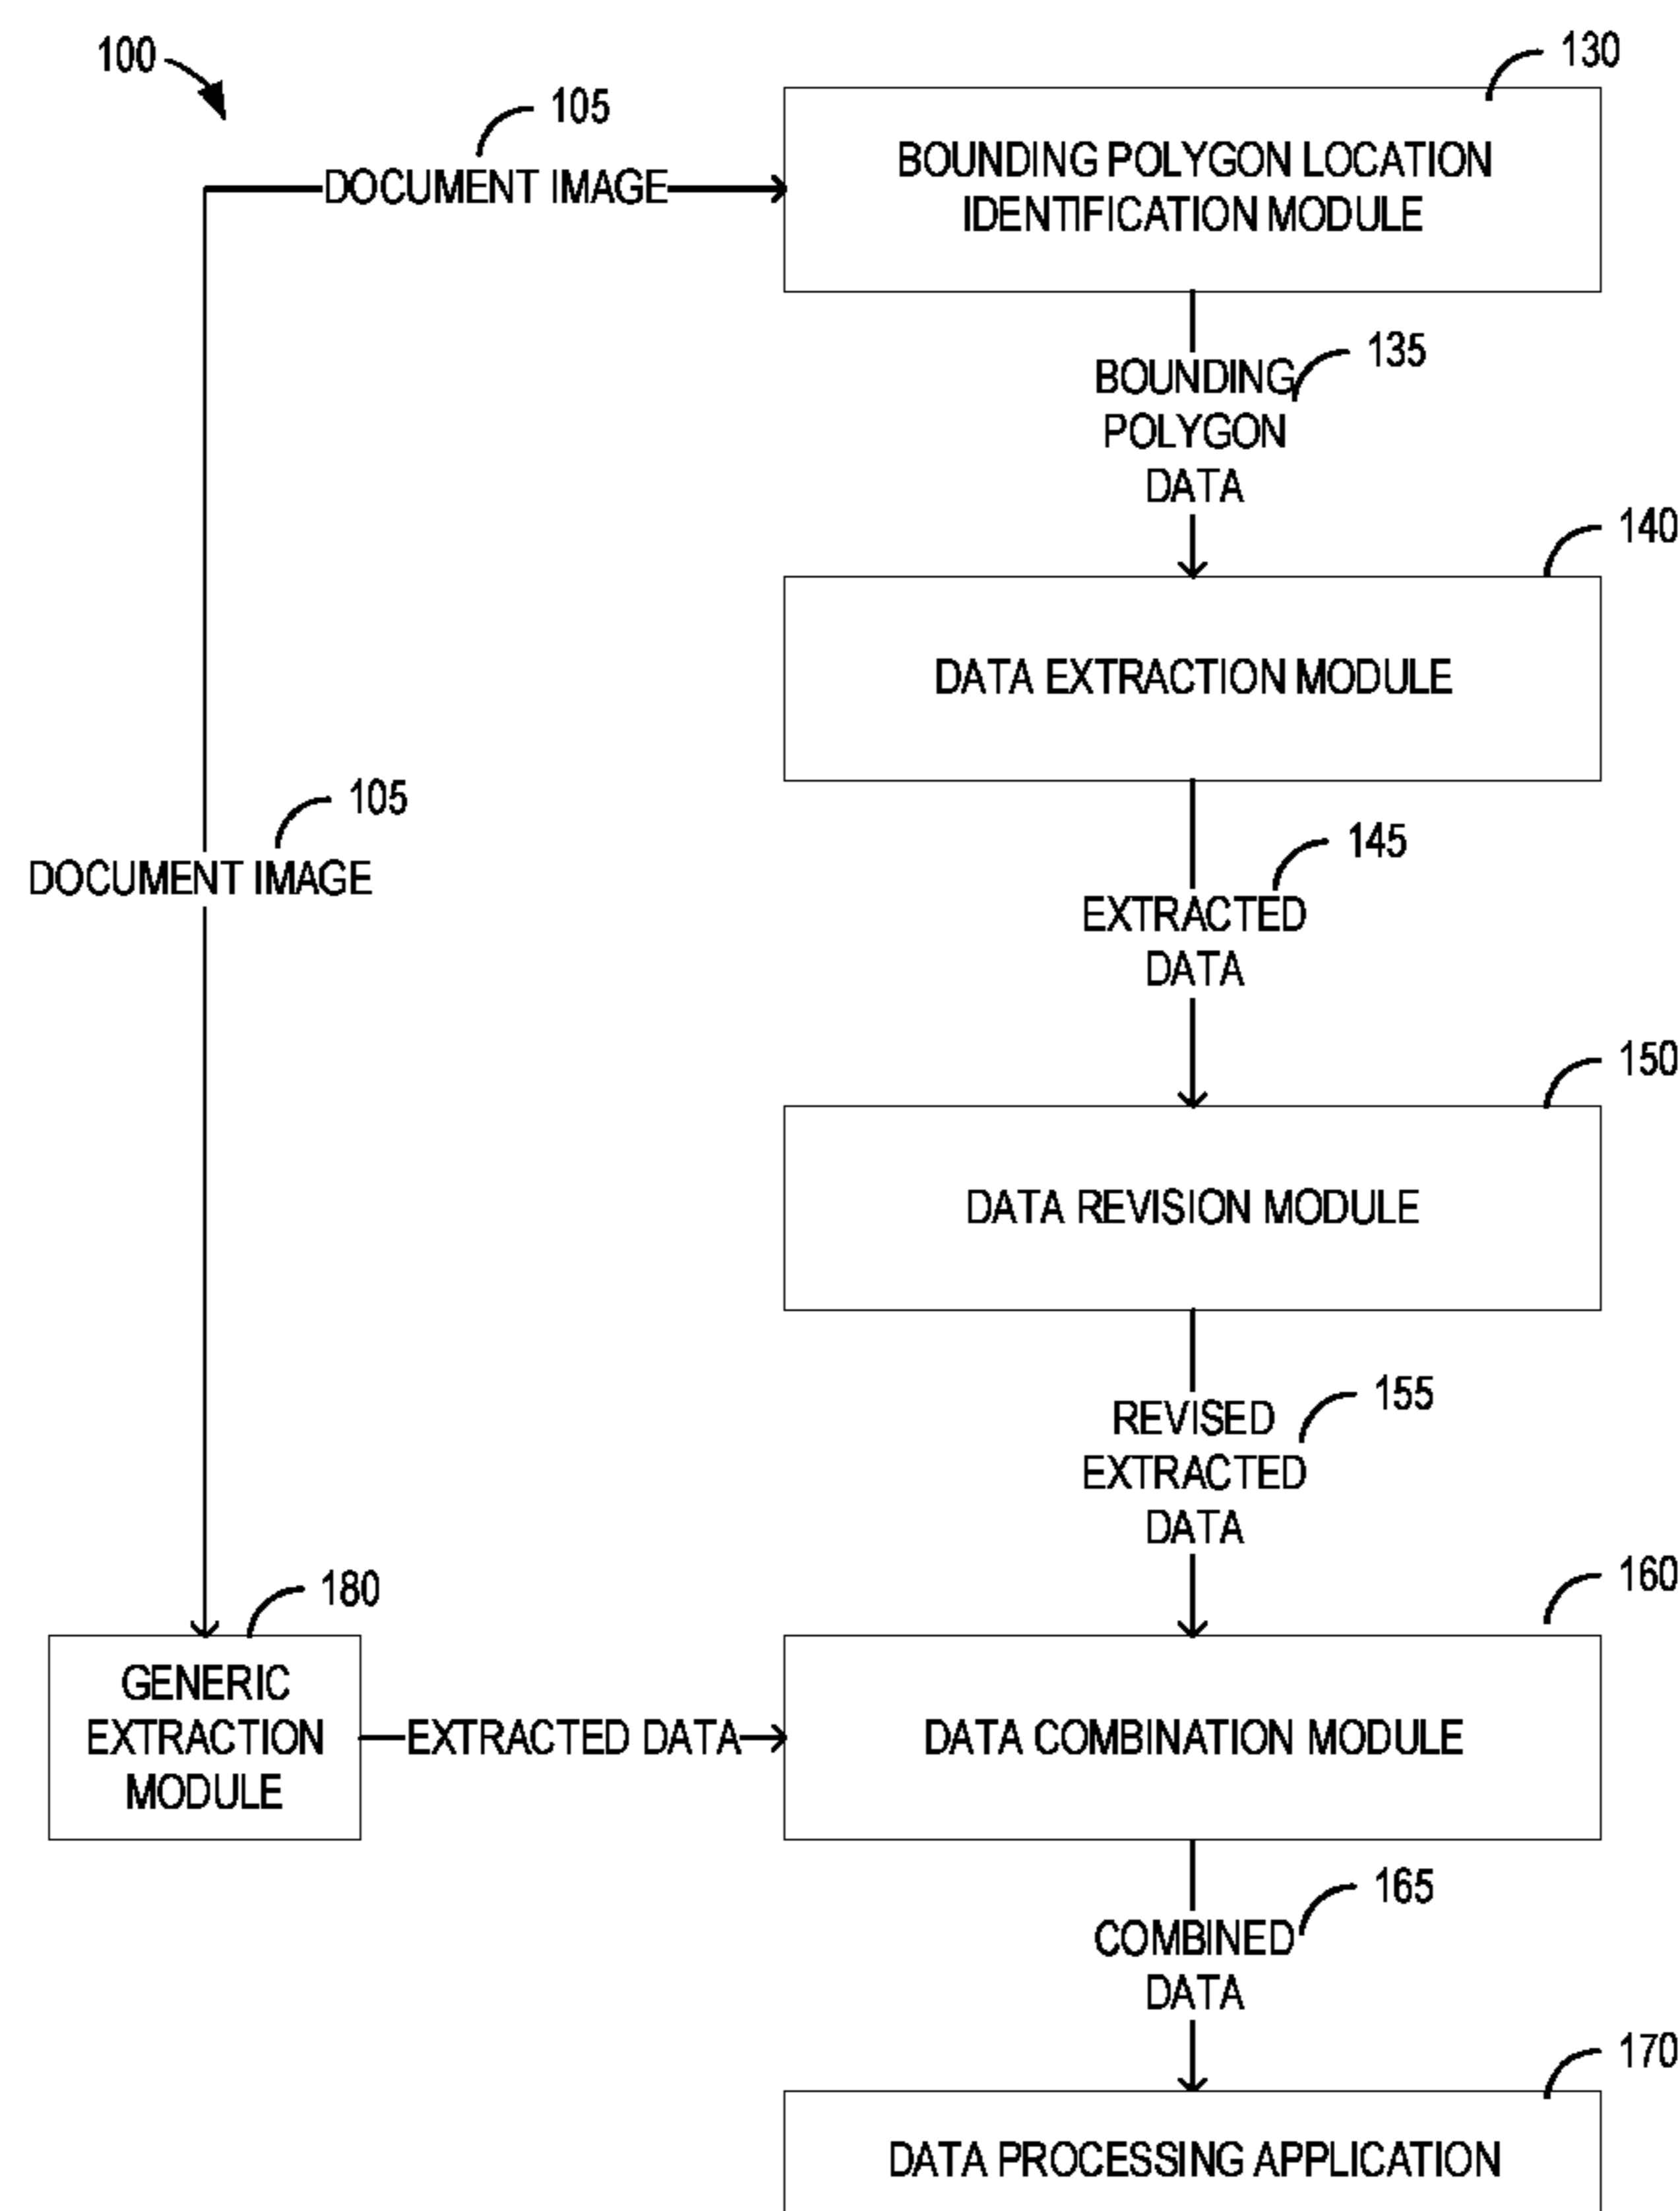 100
105
130
DOCUMENT IMAGE
BOUNDING POLYGON LOCATION
IDENTIFICATION MODULE
135
BOUNDING
POLYGON
DATA
140
DATA EXTRACTION MODULE
105
DOCUMENT IMAGE
145
EXTRACTED
DATA
150
DATA REVISION MODULE
155
REVISED
EXTRACTED
DATA
180
160
GENERIC
EXTRACTION
MODULE
EXTRACTED DATA
DATA COMBINATION MODULE
165
COMBINED
DATA
170
DATA PROCESSING APPLICATION